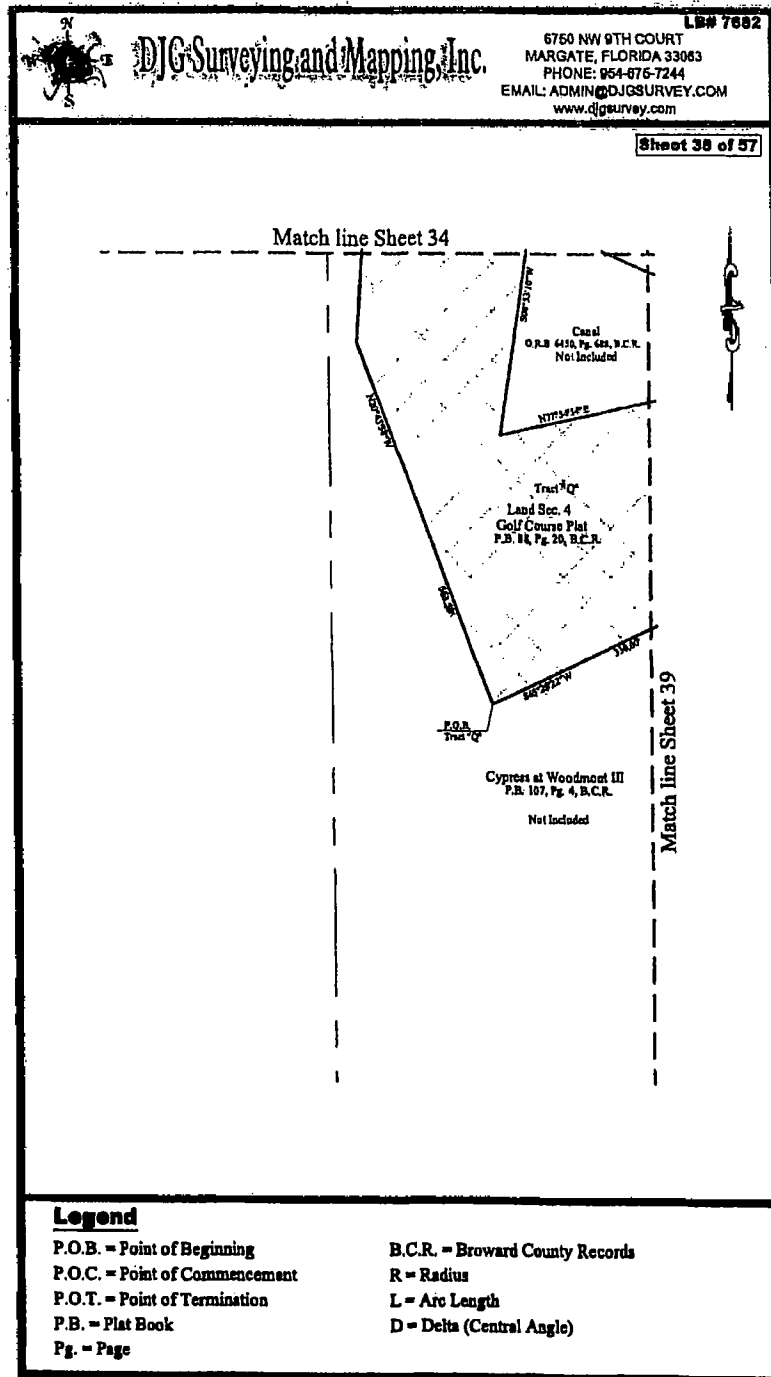 LB# 7682
N
E
S
DJG Surveying and Mapping, Inc.
6750 NW 9TH COURT
MARGATE, FLORIDA 33063
PHONE: 954-675-7244
EMAIL: ADMIN@DJGSURVEY.COM
www.djgsurvey.com
Sheet 38 of 57
Match line Sheet 34
Canal
Not Included
Tract "Q"
Land Sec. 4
Golf Course Plat
P.B. 88, Pg. 20, B.C.R.
P.O.B.
Tract "Q"
Match line Sheet 39
Cypress at Woodmont III
P.B. 107, Pg. 4, B.C.R.
Not Included
Legend
P.O.B. = Point of Beginning
P.O.C. = Point of Commencement
P.O.T. = Point of Termination
P.B. = Plat Book
Pg. = Page
B.C.R. = Broward County Records
R = Radius
L = Arc Length
D = Delta (Central Angle)